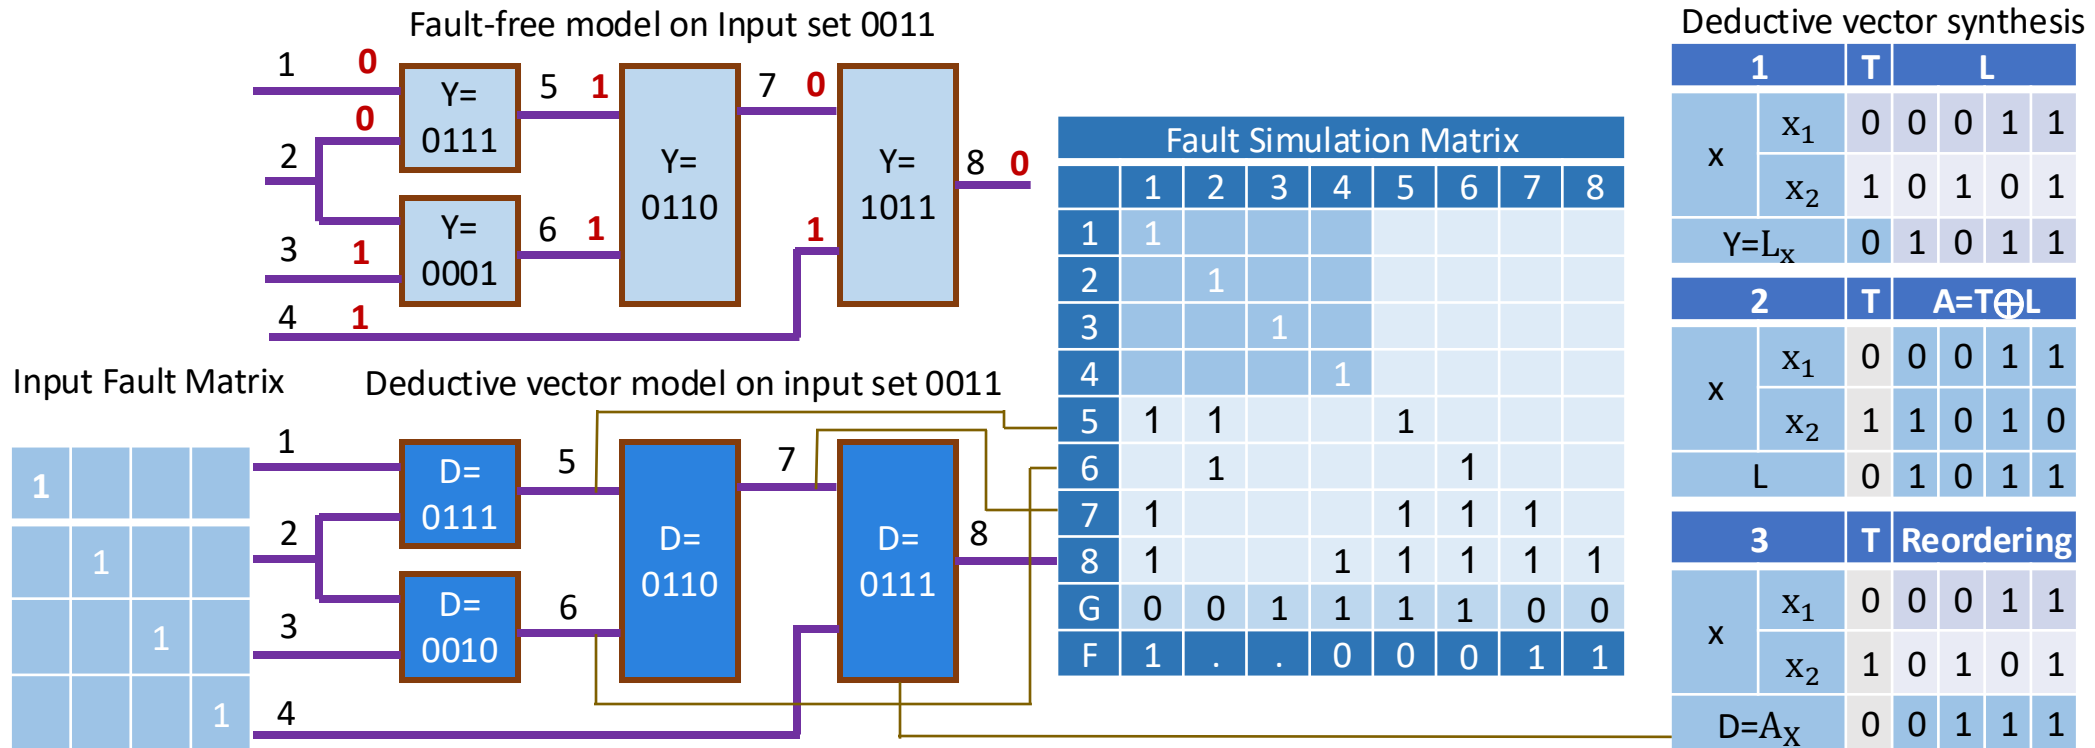 Fault-free model on Input set 0011
1 0
0
2
3 1
4 1
Y=
0111
Y=
0001
5 1
6 1
Y=
0110
7 0
1
Y=
1011
8 0
Input Fault Matrix
1
1
1
1
Deductive vector model on input set 0011
1
2
3
4
D=
0111
D=
0010
5
6
D=
0110
7
D=
0111
8
Fault Simulation Matrix
1 2 3 4 5 6 7 8
1 1
2 1
3 1
4 1
5 1 1 1
6 1 1
7 1 1 1 1
8 1 1 1 1 1 1
G 0 0 1 1 1 1 0 0
F 1 . . 0 0 0 1 1
Deductive vector synthesis
1 T L
x x₁ 0 0 0 1 1
x₂ 1 0 1 0 1
Y=Lₓ 0 1 0 1 1
2 T A=T⊕L
x x₁ 0 0 0 1 1
x₂ 1 1 0 1 0
L 0 1 0 1 1
3 T Reordering
x x₁ 0 0 0 1 1
x₂ 1 0 1 0 1
D=Aₓ 0 0 1 1 1